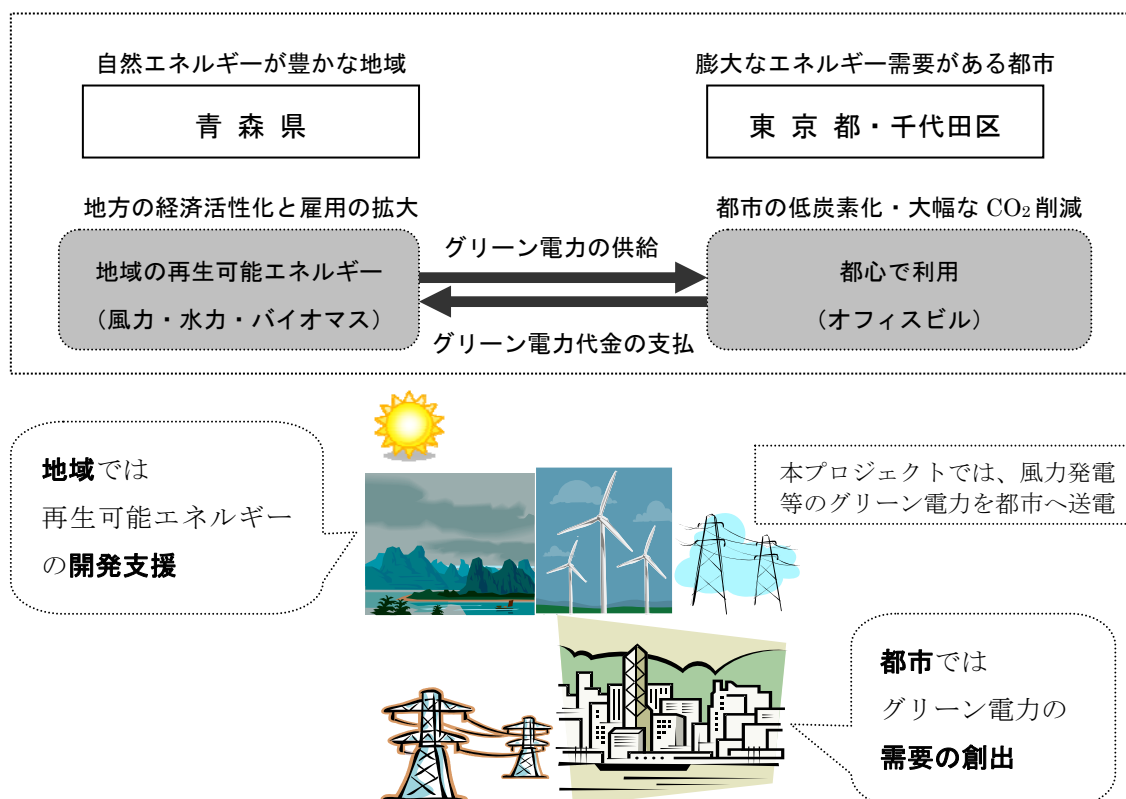 自然エネルギーが豊かな地域
膨大なエネルギー需要がある都市
青 森 県
東 京 都・千代田区
地方の経済活性化と雇用の拡大
都市の低炭素化・大幅な CO₂ 削減
地域の再生可能エネルギー
（風力・水力・バイオマス）
グリーン電力の供給
グリーン電力代金の支払
都心で利用
（オフィスビル）
地域では
再生可能エネルギー
の開発支援
本プロジェクトでは、風力発電
等のグリーン電力を都市へ送電
都市では
グリーン電力の
需要の創出